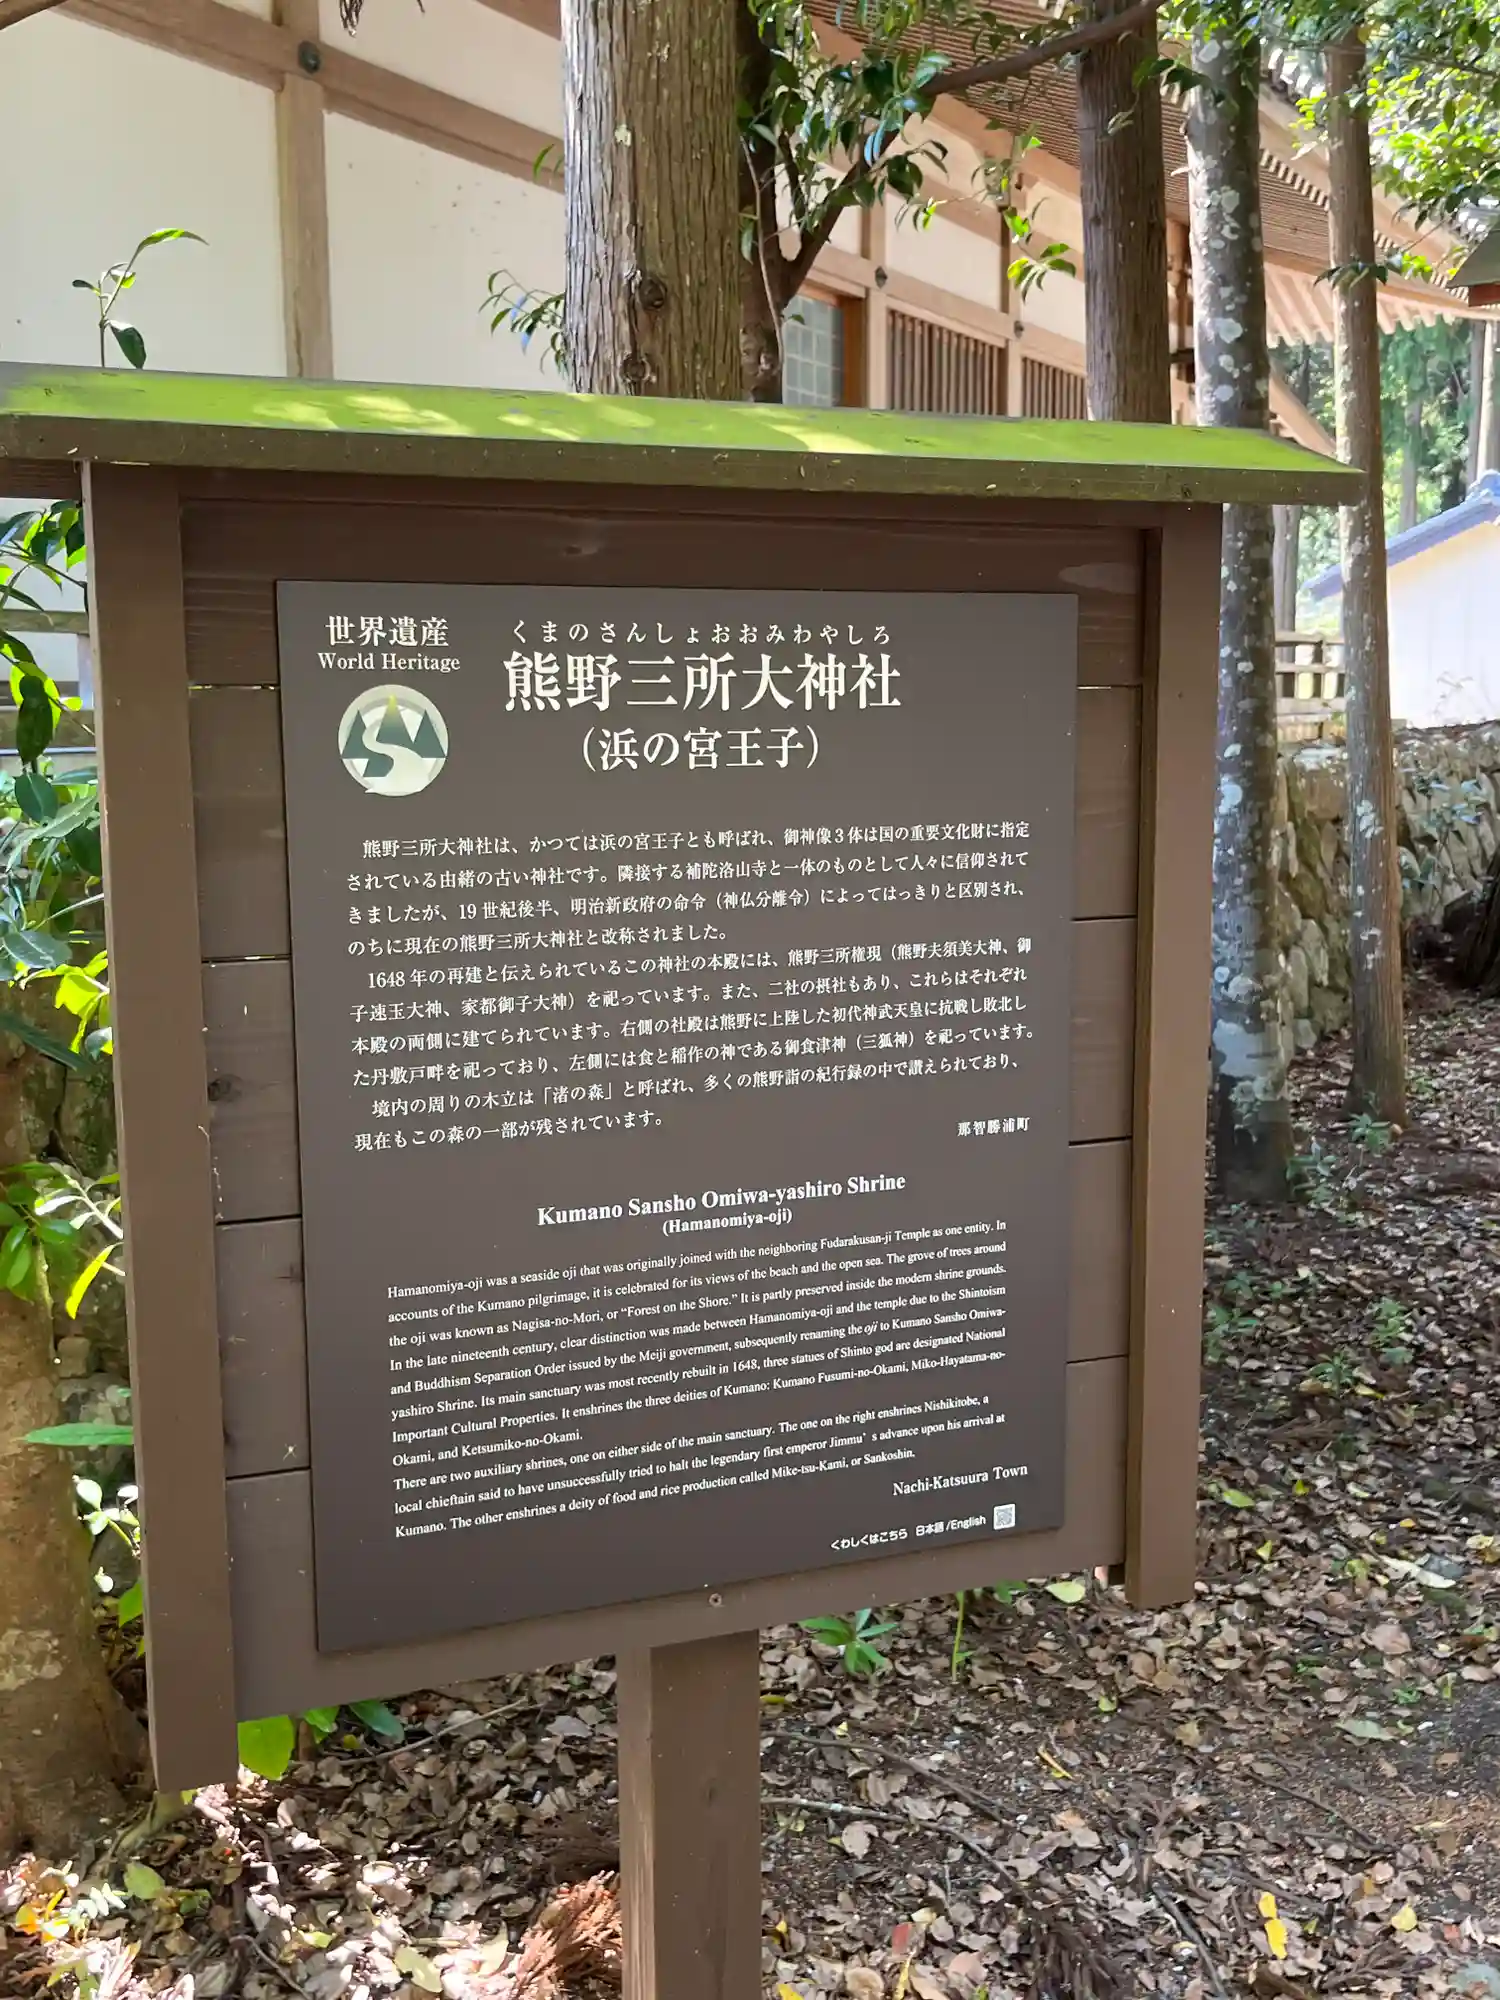 世界遺産
World Heritage
くまのさんしょおおみわやしろ
熊野三所大神社
（浜の宮王子）
熊野三所大神社は、かつては浜の宮王子とも呼ばれ、御神像３体は国の重要文化財に指定
されている由緒の古い神社です。隣接する補陀洛山寺と一体のものとして人々に信仰されて
きましたが、19 世紀後半、明治新政府の命令（神仏分離令）によってはっきりと区別され、
のちに現在の熊野三所大神社と改称されました。
1648 年の再建と伝えられているこの神社の本殿には、熊野三所権現（熊野夫須美大神、御
子速玉大神、家都御子大神）を祀っています。また、二社の摂社もあり、これらはそれぞれ
本殿の両側に建てられています。右側の社殿は熊野に上陸した初代神武天皇に抗戦し敗北し
た丹敷戸畔を祀っており、左側には食と稲作の神である御食津神（三狐神）を祀っています。
境内の周りの木立は「渚の森」と呼ばれ、多くの熊野詣の紀行録の中で讃えられており、
現在もこの森の一部が残されています。
那智勝浦町
Kumano Sansho Omiwa-yashiro Shrine
(Hamanomiya-oji)
Hamanomiya-oji was a seaside oji that was originally joined with the neighboring Fudarakusan-ji Temple as one entity. In
accounts of the Kumano pilgrimage, it is celebrated for its views of the beach and the open sea. The grove of trees around
the oji was known as Nagisa-no-Mori, or “Forest on the Shore.” It is partly preserved inside the modern shrine grounds.
In the late nineteenth century, clear distinction was made between Hamanomiya-oji and the temple due to the Shintoism
and Buddhism Separation Order issued by the Meiji government, subsequently renaming the oji to Kumano Sansho Omiwa-
yashiro Shrine. Its main sanctuary was most recently rebuilt in 1648, three statues of Shinto god are designated National
Important Cultural Properties. It enshrines the three deities of Kumano: Kumano Fusumi-no-Okami, Miko-Hayatama-no-
Okami, and Ketsumiko-no-Okami.
There are two auxiliary shrines, one on either side of the main sanctuary. The one on the right enshrines Nishikitobe, a
local chieftain said to have unsuccessfully tried to halt the legendary first emperor Jimmu’s advance upon his arrival at
Kumano. The other enshrines a deity of food and rice production called Mike-tsu-Kami, or Sankoshin.
Nachi-Katsuura Town
くわしくはこちら 日本語/English